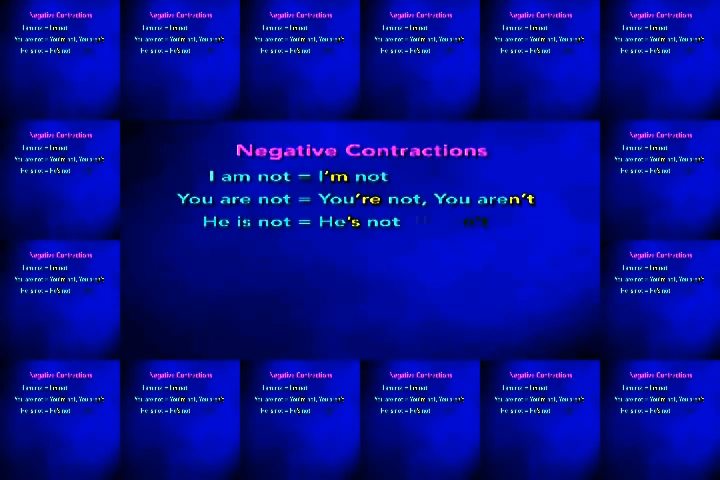 Negative Contractions
I am not = I'm not
You are not = You're not, You aren't
He is not = He's not